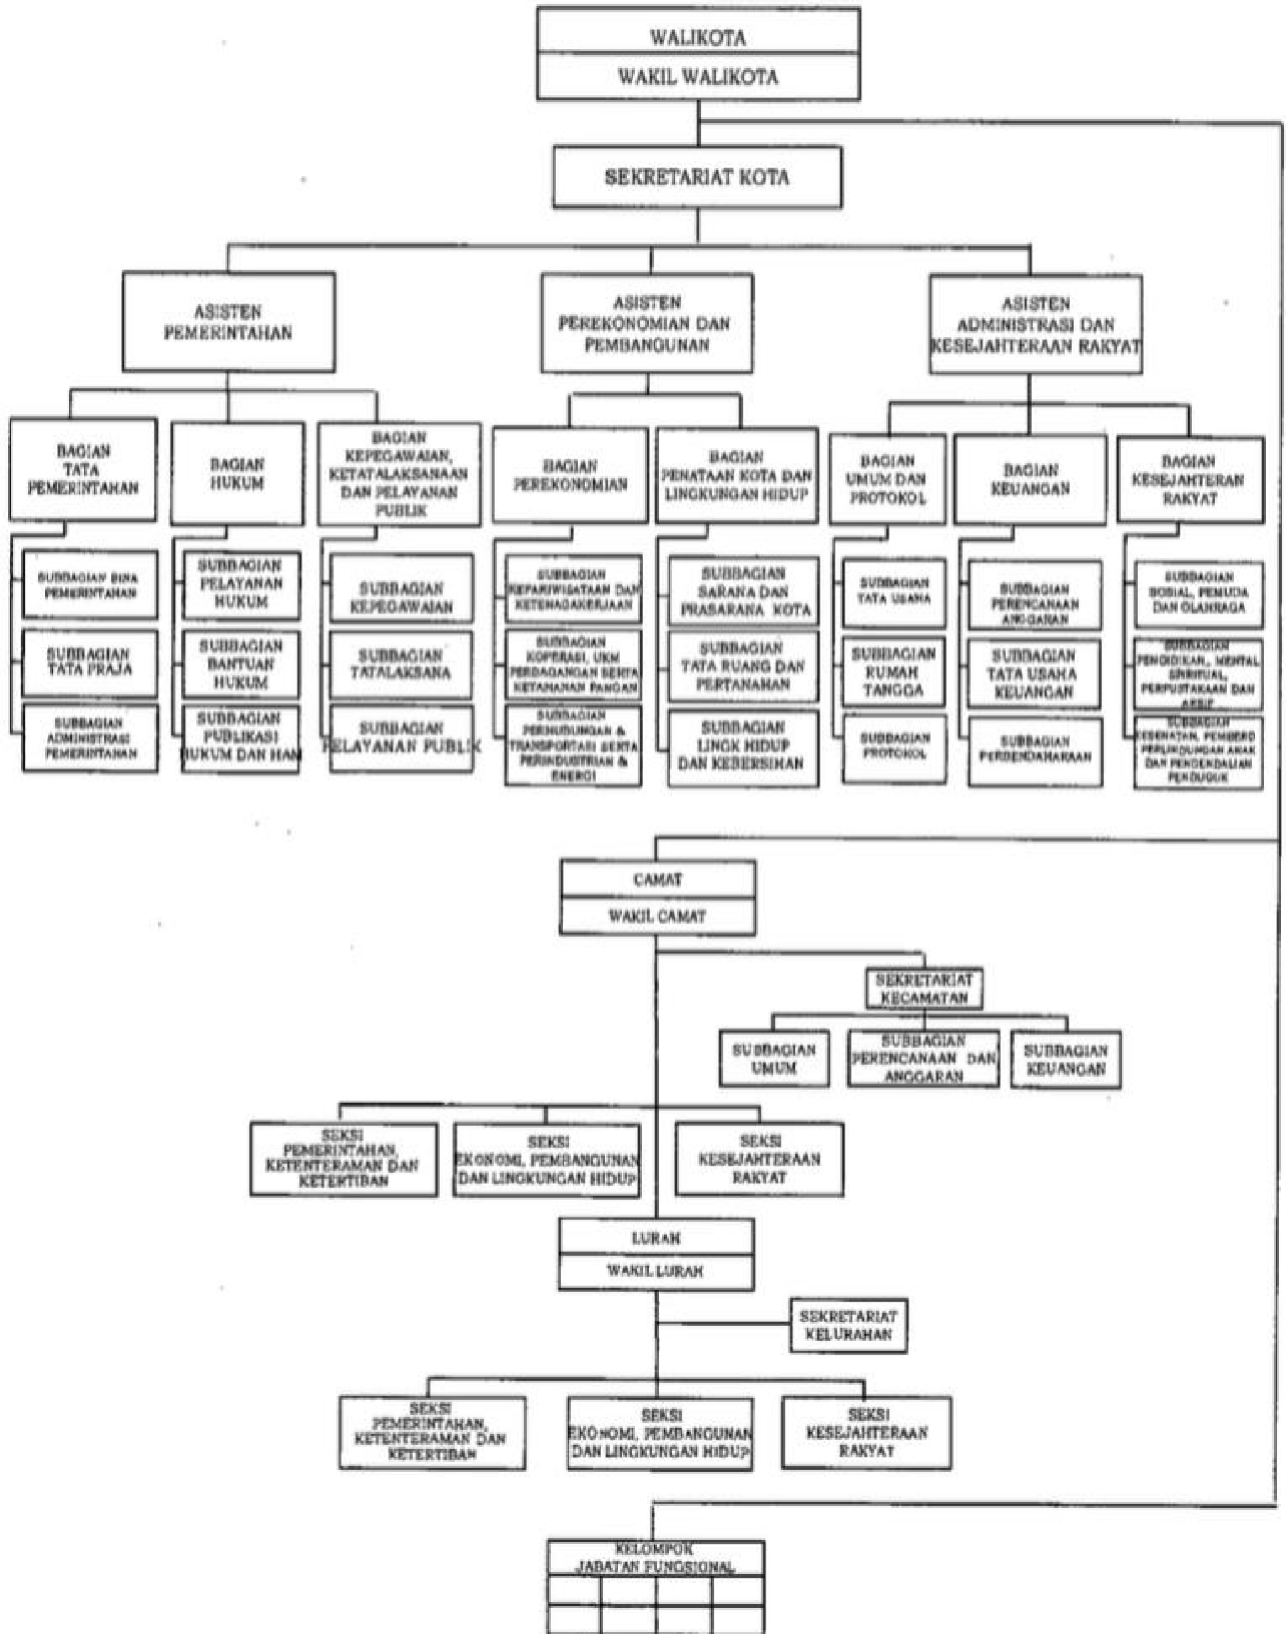 WALIKOTA
WAKIL WALIKOTA
SEKRETARIAT KOTA
ASISTEN
PEMERINTAHAN
ASISTEN
PEREKONOMIAN DAN
PEMBANGUNAN
ASISTEN
ADMINISTRASI DAN
KESEJAHTERAAN RAKYAT
BAGIAN
TATA
PEMERINTAHAN
BAGIAN
HUKUM
BAGIAN
KEPEGAWAIAN,
KETATALAKSANAAN
DAN PELAYANAN
PUBLIK
BAGIAN
PEREKONOMIAN
BAGIAN
PENATAAN KOTA DAN
LINGKUNGAN HIDUP
BAGIAN
UMUM DAN
PROTOKOL
BAGIAN
KEUANGAN
BAGIAN
KESEJAHTERAN
RAKYAT
SUBBAGIAN BINA
PEMERINTAHAN
SUBBAGIAN
PELAYANAN
HUKUM
SUBBAGIAN
KEPEGAWAIAN
SUBBAGIAN
KEPARIWISATAAN DAN
KETENAGAKERJAAN
SUBBAGIAN
SARANA DAN
PRASARANA KOTA
SUBBAGIAN
TATA USAHA
SUBBAGIAN
PERENCANAAN
ANGGARAN
SUBBAGIAN
SOSIAL, PEMUDA
DAN OLAHRAGA
SUBBAGIAN
TATA PRAJA
SUBBAGIAN
BANTUAN
HUKUM
SUBBAGIAN
TATALAKSANA
SUBBAGIAN
KOPERASI, UKM
PERDAGANGAN SERTA
KETAHANAN PANGAN
SUBBAGIAN
TATA RUANG DAN
PERTANAHAN
SUBBAGIAN
RUMAH
TANGGA
SUBBAGIAN
TATA USAHA
KEUANGAN
SUBBAGIAN
PENDIDIKAN, MENTAL
SPIRITUAL,
PERPUSTAKAAN DAN
ARSIP
SUBBAGIAN
ADMINISTRASI
PEMERINTAHAN
SUBBAGIAN
PUBLIKASI
HUKUM DAN HAM
SUBBAGIAN
PELAYANAN PUBLIK
SUBBAGIAN
PERHUBUNGAN &
TRANSPORTASI SERTA
PERINDUSTRIAN &
ENERGI
SUBBAGIAN
LINGK HIDUP
DAN KEBERSIHAN
SUBBAGIAN
PROTOKOL
SUBBAGIAN
PERBENDAHARAAN
SUBBAGIAN
KESEHATAN, PEMBERD
PERLINDUNGAN ANAK
DAN PENGENDALIAN
PENDUDUK
CAMAT
WAKIL CAMAT
SEKRETARIAT
KECAMATAN
SUBBAGIAN
UMUM
SUBBAGIAN
PERENCANAAN DAN
ANGGARAN
SUBBAGIAN
KEUANGAN
SEKSI
PEMERINTAHAN,
KETENTERAMAN DAN
KETERTIBAN
SEKSI
EKONOMI, PEMBANGUNAN
DAN LINGKUNGAN HIDUP
SEKSI
KESEJAHTERAAN
RAKYAT
LURAH
WAKIL LURAH
SEKRETARIAT
KELURAHAN
SEKSI
PEMERINTAHAN,
KETENTERAMAN DAN
KETERTIBAN
SEKSI
EKONOMI, PEMBANGUNAN
DAN LINGKUNGAN HIDUP
SEKSI
KESEJAHTERAAN
RAKYAT
KELOMPOK
JABATAN FUNGSIONAL